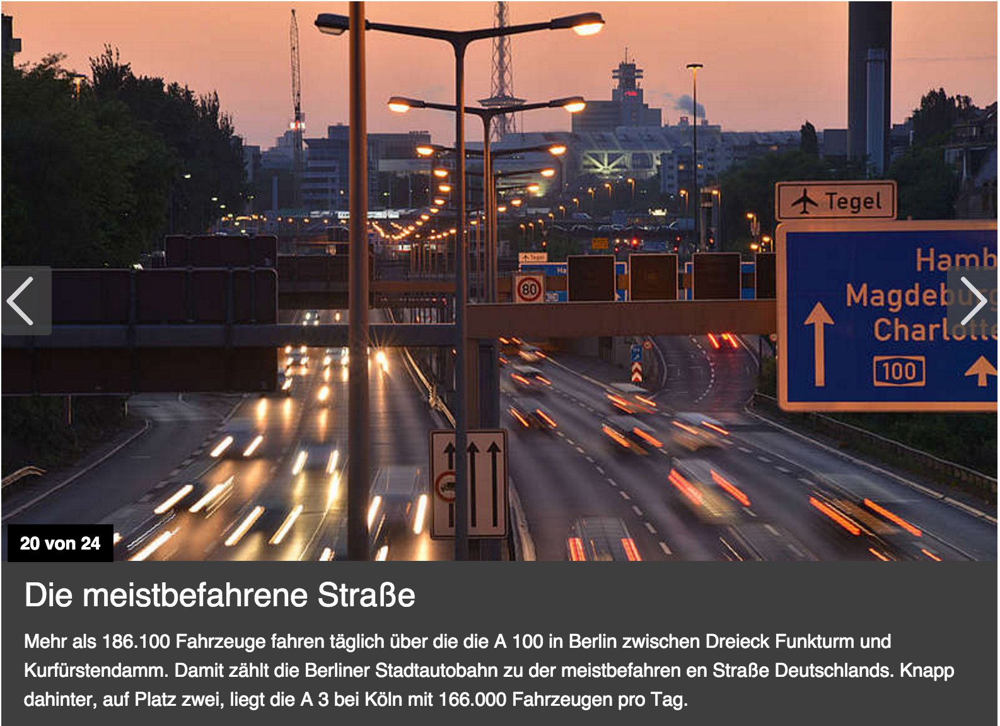 Tegel
Hamb
Magdeburg
Charlotte
100
Tegel
Ha
80
20 von 24
Die meistbefahrene Straße
Mehr als 186.100 Fahrzeuge fahren täglich über die die A 100 in Berlin zwischen Dreieck Funkturm und
Kurfürstendamm. Damit zählt die Berliner Stadtautobahn zu der meistbefahren en Straße Deutschlands. Knapp
dahinter, auf Platz zwei, liegt die A 3 bei Köln mit 166.000 Fahrzeugen pro Tag.